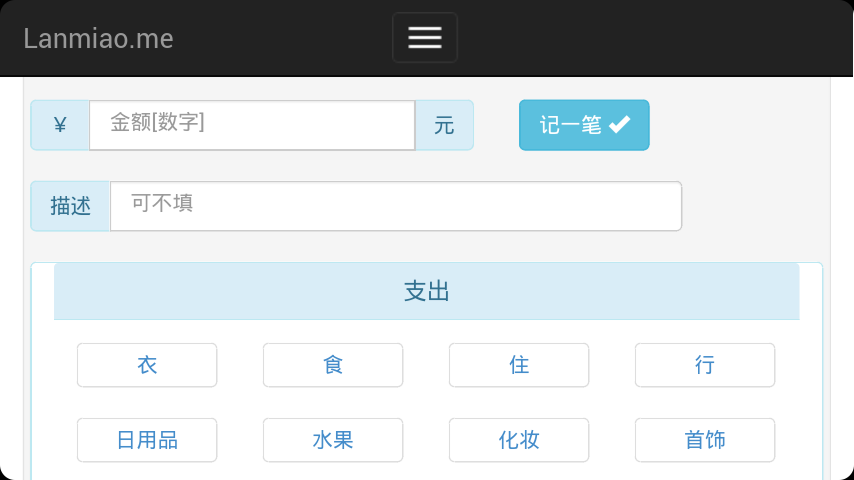 Lanmiao.me
¥ 金额[数字] 元 记一笔
描述 可不填
支出
衣 食 住 行
日用品 水果 化妆 首饰